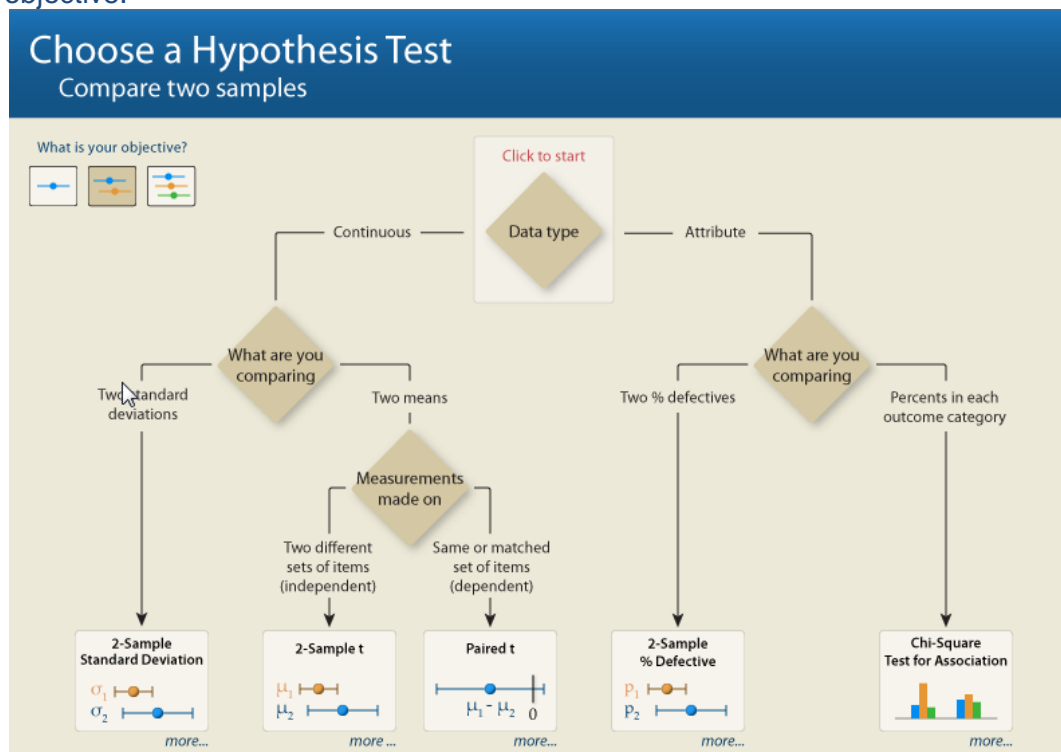 objective.
Choose a Hypothesis Test
Compare two samples
What is your objective?
Click to start
Data type
Continuous
Attribute
What are you
comparing
Two standard
deviations
Two means
Measurements
made on
Two different
sets of items
(independent)
Same or matched
set of items
(dependent)
What are you
comparing
Two % defectives
Percents in each
outcome category
2-Sample
Standard Deviation
σ₁
σ₂
more...
2-Sample t
μ₁
μ₂
more ...
Paired t
μ₁ - μ₂ 0
more...
2-Sample
% Defective
p₁
p₂
more...
Chi-Square
Test for Association
more...